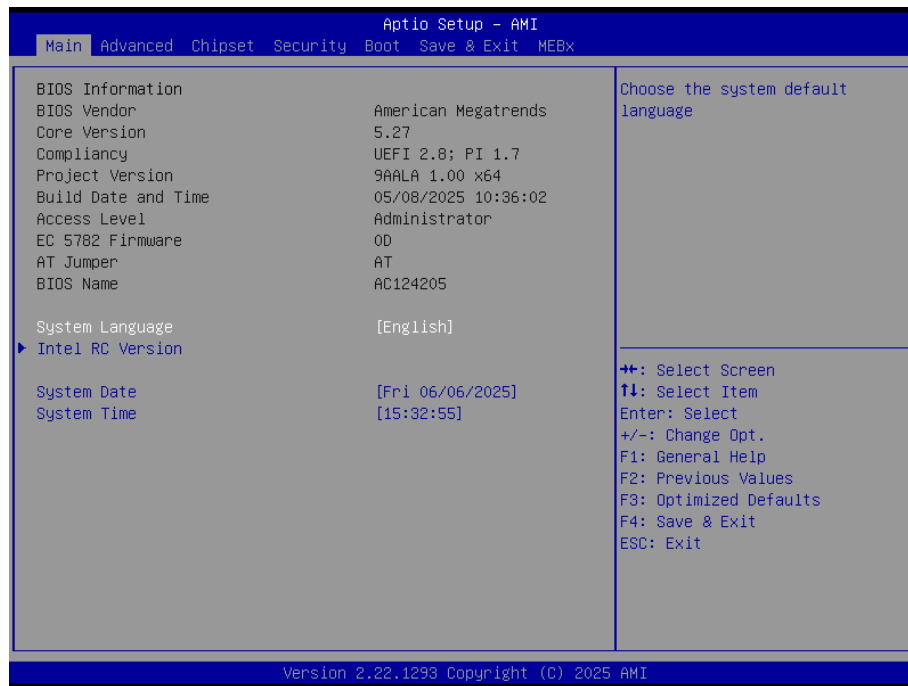 Aptio Setup – AMI
Main Advanced Chipset Security Boot Save & Exit MEBx
BIOS Information
BIOS Vendor American Megatrends
Core Version 5.27
Compliancy UEFI 2.8; PI 1.7
Project Version 9AALA 1.00 x64
Build Date and Time 05/08/2025 10:36:02
Access Level Administrator
EC 5782 Firmware 0D
AT Jumper AT
BIOS Name AC124205
System Language [English]
Intel RC Version
System Date [Fri 06/06/2025]
System Time [15:32:55]
Choose the system default
language
→←: Select Screen
↑↓: Select Item
Enter: Select
+/-: Change Opt.
F1: General Help
F2: Previous Values
F3: Optimized Defaults
F4: Save & Exit
ESC: Exit
Version 2.22.1293 Copyright (C) 2025 AMI